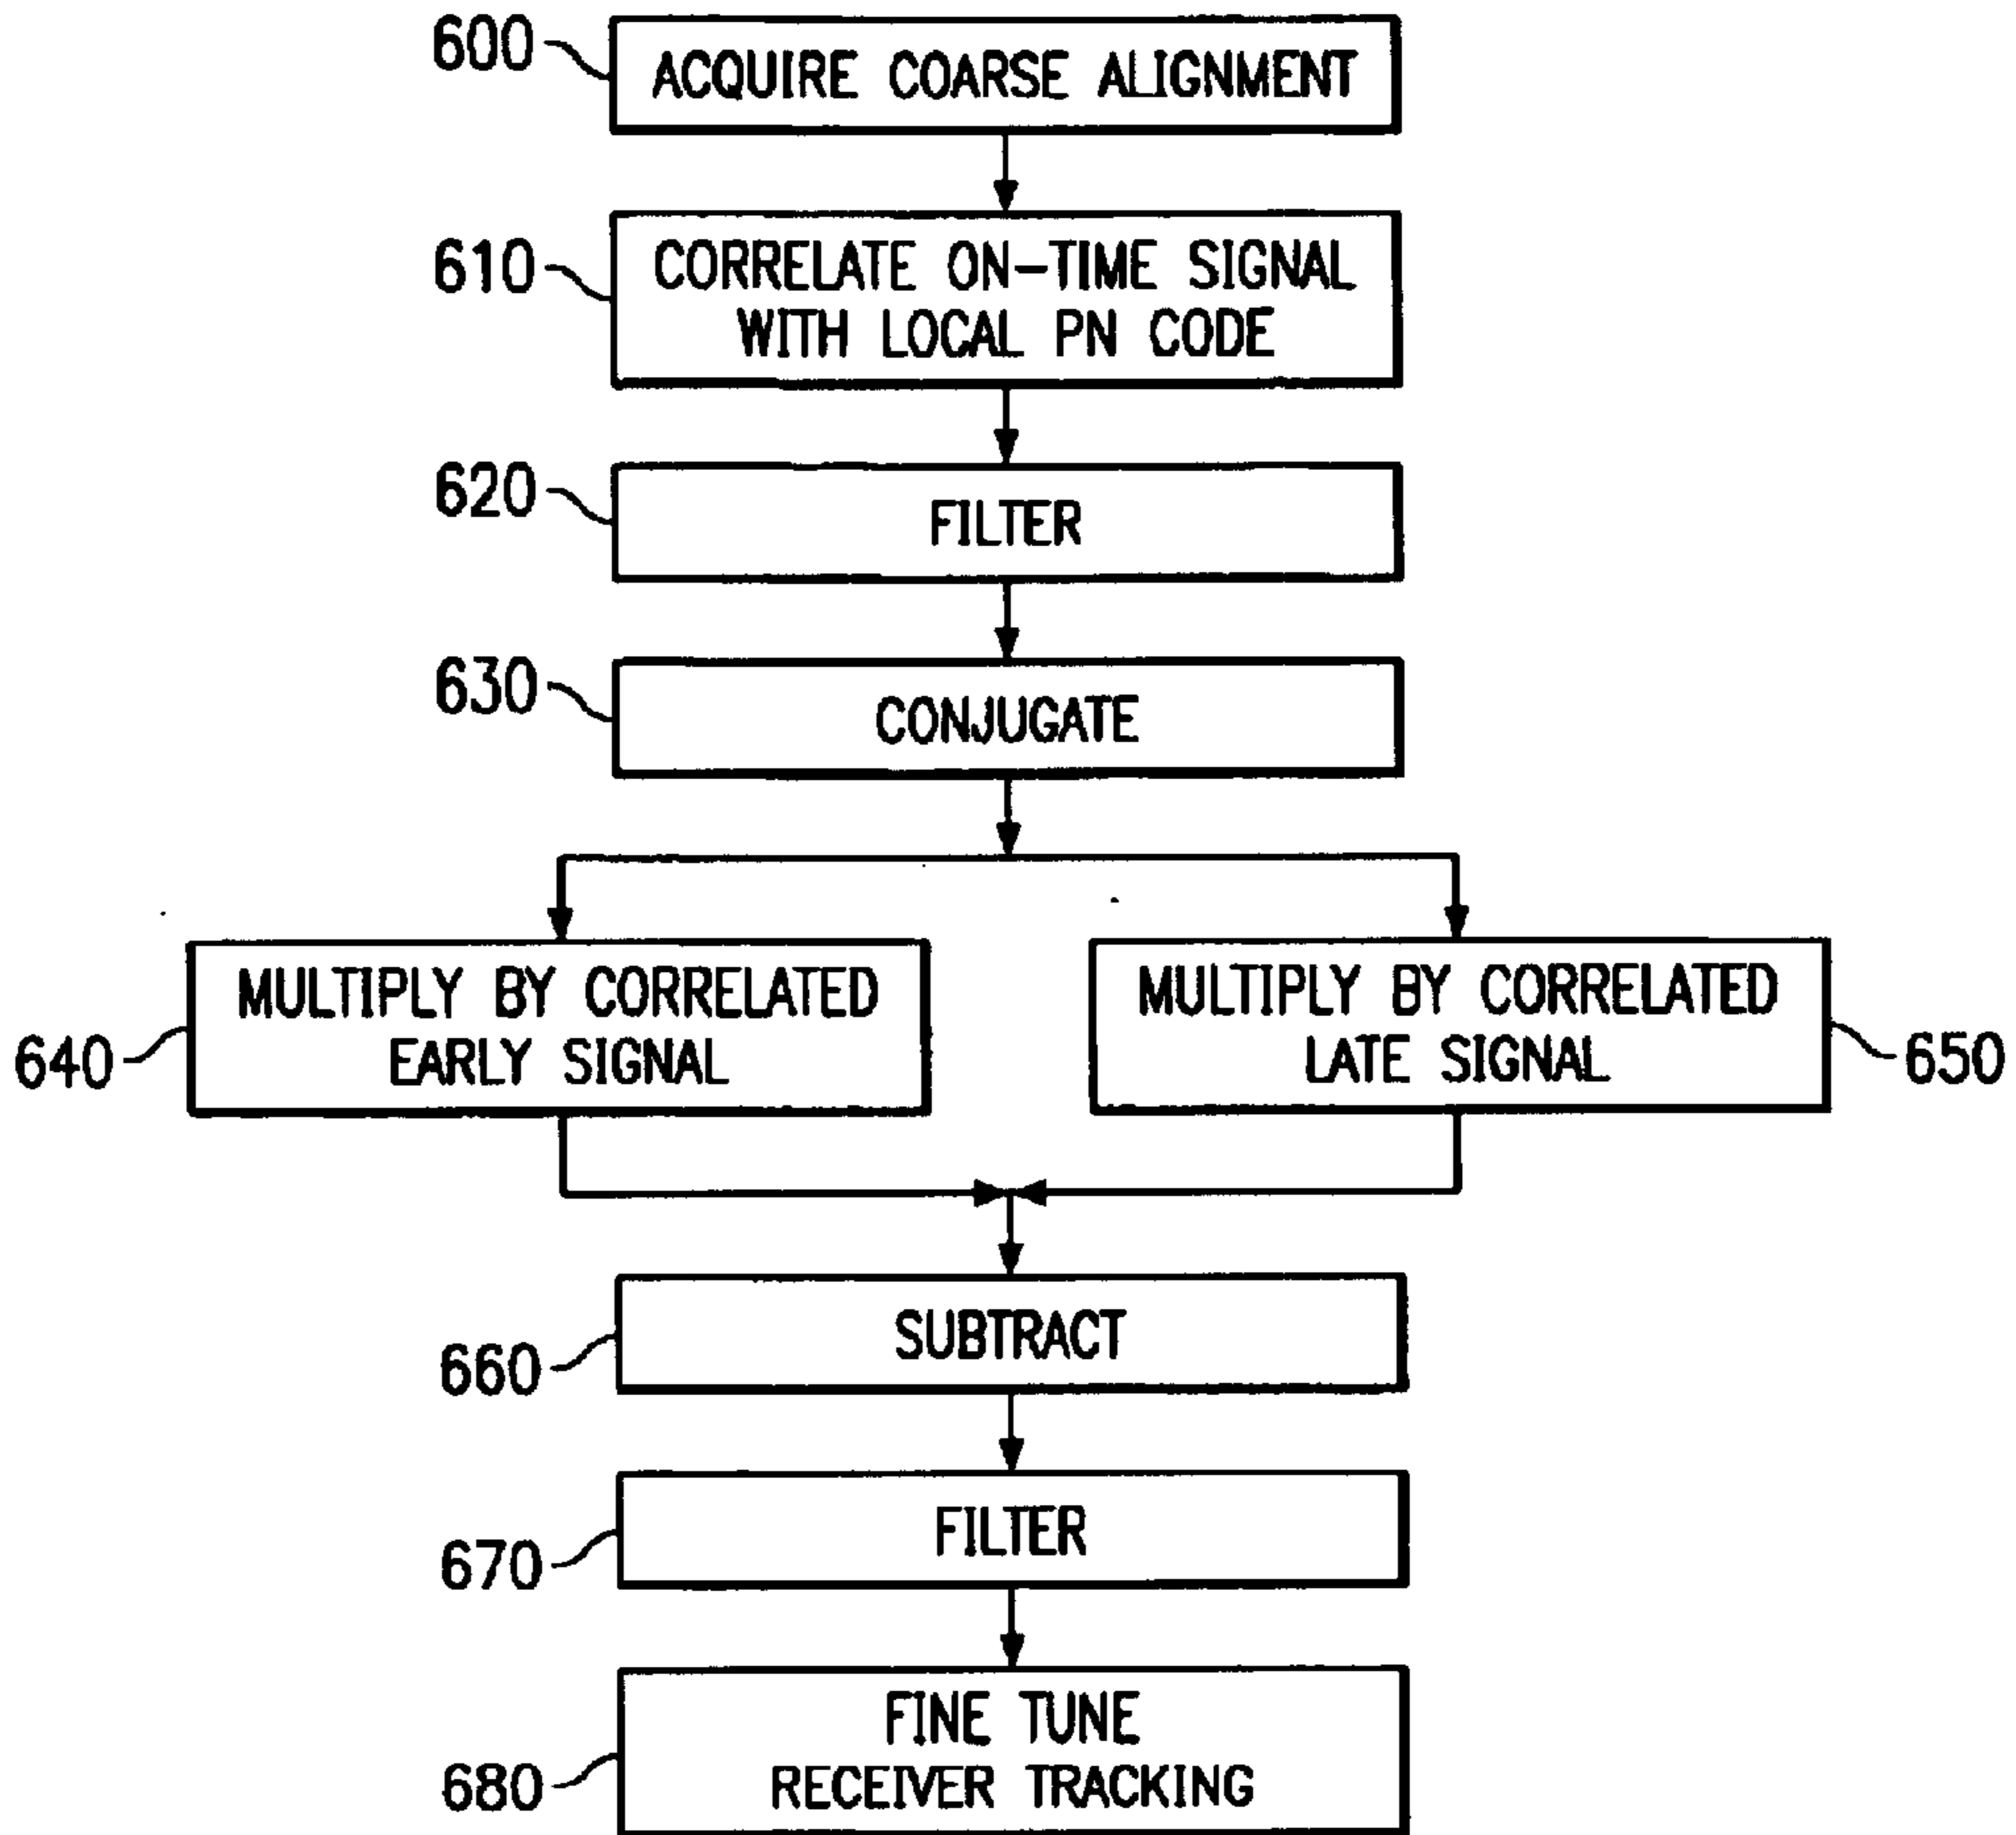 600
ACQUIRE COARSE ALIGNMENT
610
CORRELATE ON-TIME SIGNAL
WITH LOCAL PN CODE
620
FILTER
630
CONJUGATE
640
MULTIPLY BY CORRELATED
EARLY SIGNAL
MULTIPLY BY CORRELATED
LATE SIGNAL
650
660
SUBTRACT
670
FILTER
680
FINE TUNE
RECEIVER TRACKING